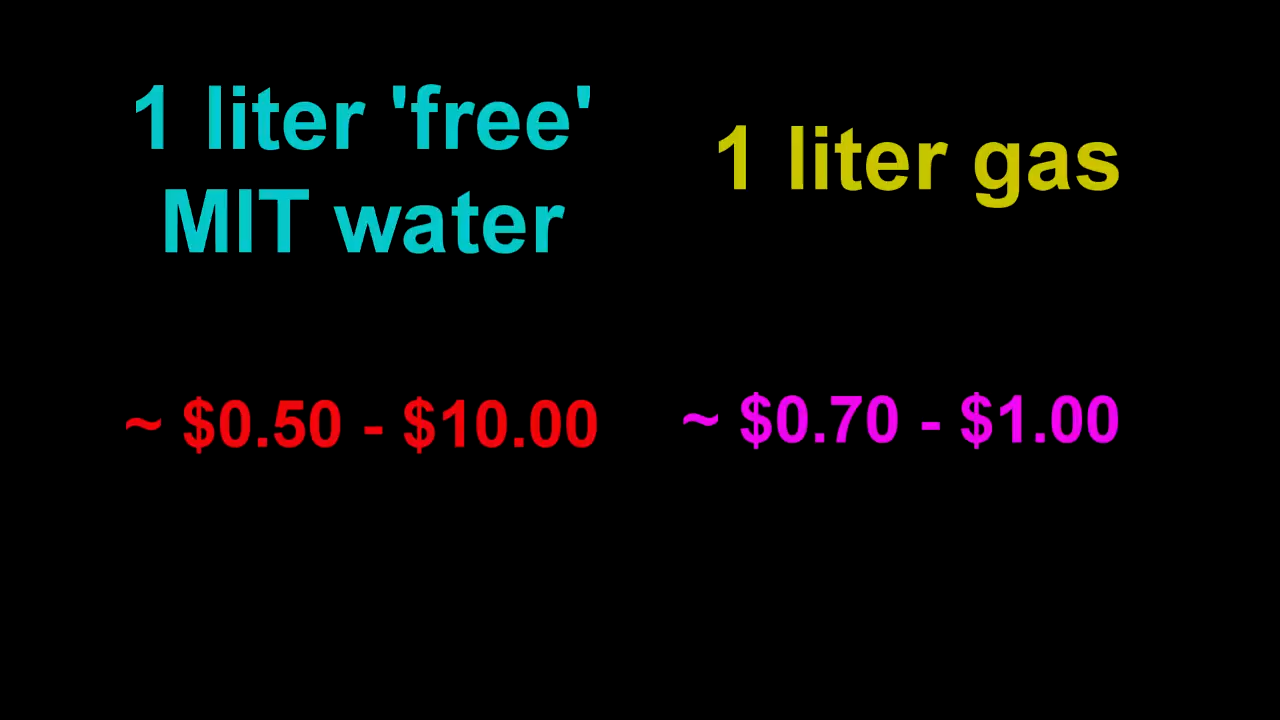 1 liter 'free'
MIT water
1 liter gas
~ $0.50 - $10.00
~ $0.70 - $1.00